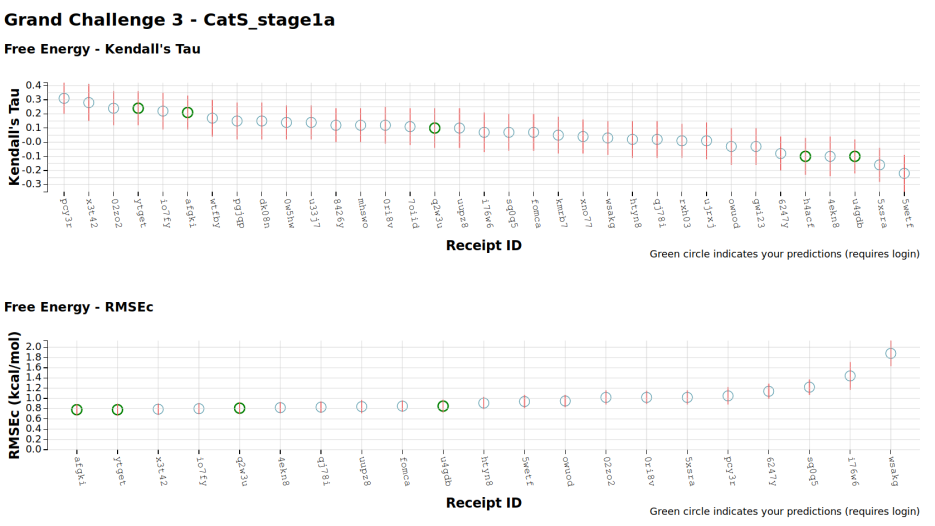 Grand Challenge 3 - CatS_stage1a
Free Energy - Kendall's Tau
Kendall's Tau
0.4
0.3
0.2
0.1
-0.0
-0.1
-0.2
-0.3
pcy3r x3t42 02zo2 ytget io7fy afgki wtfby pgjqp dk08n 0w5hw u33j7 8426y mhswo 0ri8v 7oiid q2w3u uupz8 i76w6 sq0q5 fomca kmrb7 xno77 wsakg htyn8 qj78i rxh03 ujrxj owuod gwi23 6247y h4acf 4ekn8 u4gdb 5xsra 5wetf
Receipt ID
Green circle indicates your predictions (requires login)
Free Energy - RMSEc
RMSEc (kcal/mol)
2.0
1.8
1.6
1.4
1.2
1.0
0.8
0.6
0.4
0.2
0.0
afgki ytget x3t42 io7fy q2w3u 4ekn8 qj78i uupz8 fomca u4gdb htyn8 5wetf owuod 02zo2 0ri8v 5xsra pcy3r 6247y sq0q5 i76w6 wsakg
Receipt ID
Green circle indicates your predictions (requires login)